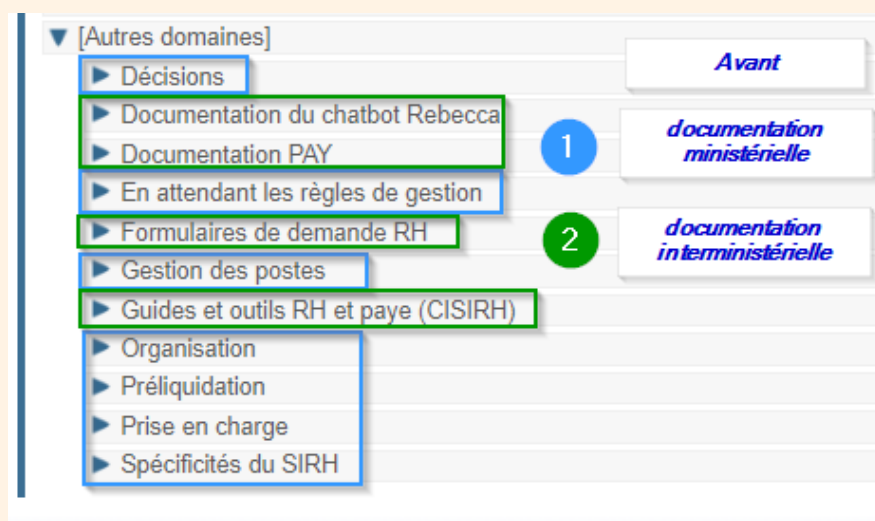 [Autres domaines]
Avant
Décisions
Documentation du chatbot Rebecca
1
documentation
ministérielle
Documentation PAY
En attendant les règles de gestion
Formulaires de demande RH
2
documentation
interministérielle
Gestion des postes
Guides et outils RH et paye (CISIRH)
Organisation
Préliquidation
Prise en charge
Spécificités du SIRH